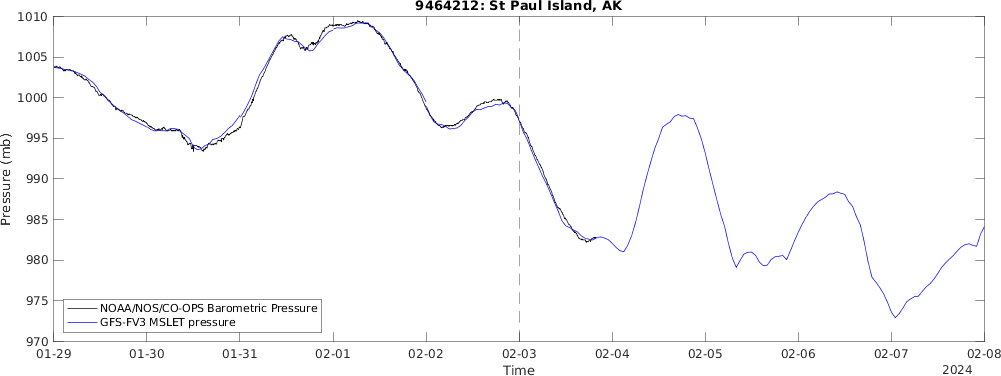 9464212: St Paul Island, AK
Pressure (mb)
1010
1005
1000
995
990
985
980
975
970
NOAA/NOS/CO-OPS Barometric Pressure
GFS-FV3 MSLET pressure
01-29 01-30 01-31 02-01 02-02 02-03 02-04 02-05 02-06 02-07 02-08
Time
2024